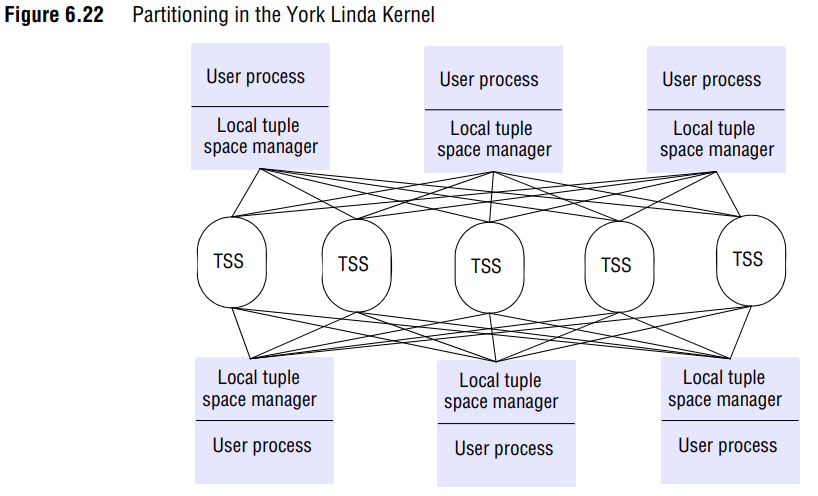 Figure 6.22 Partitioning in the York Linda Kernel
User process
User process
User process
Local tuple
space manager
Local tuple
space manager
Local tuple
space manager
TSS
TSS
TSS
TSS
TSS
Local tuple
space manager
Local tuple
space manager
Local tuple
space manager
User process
User process
User process